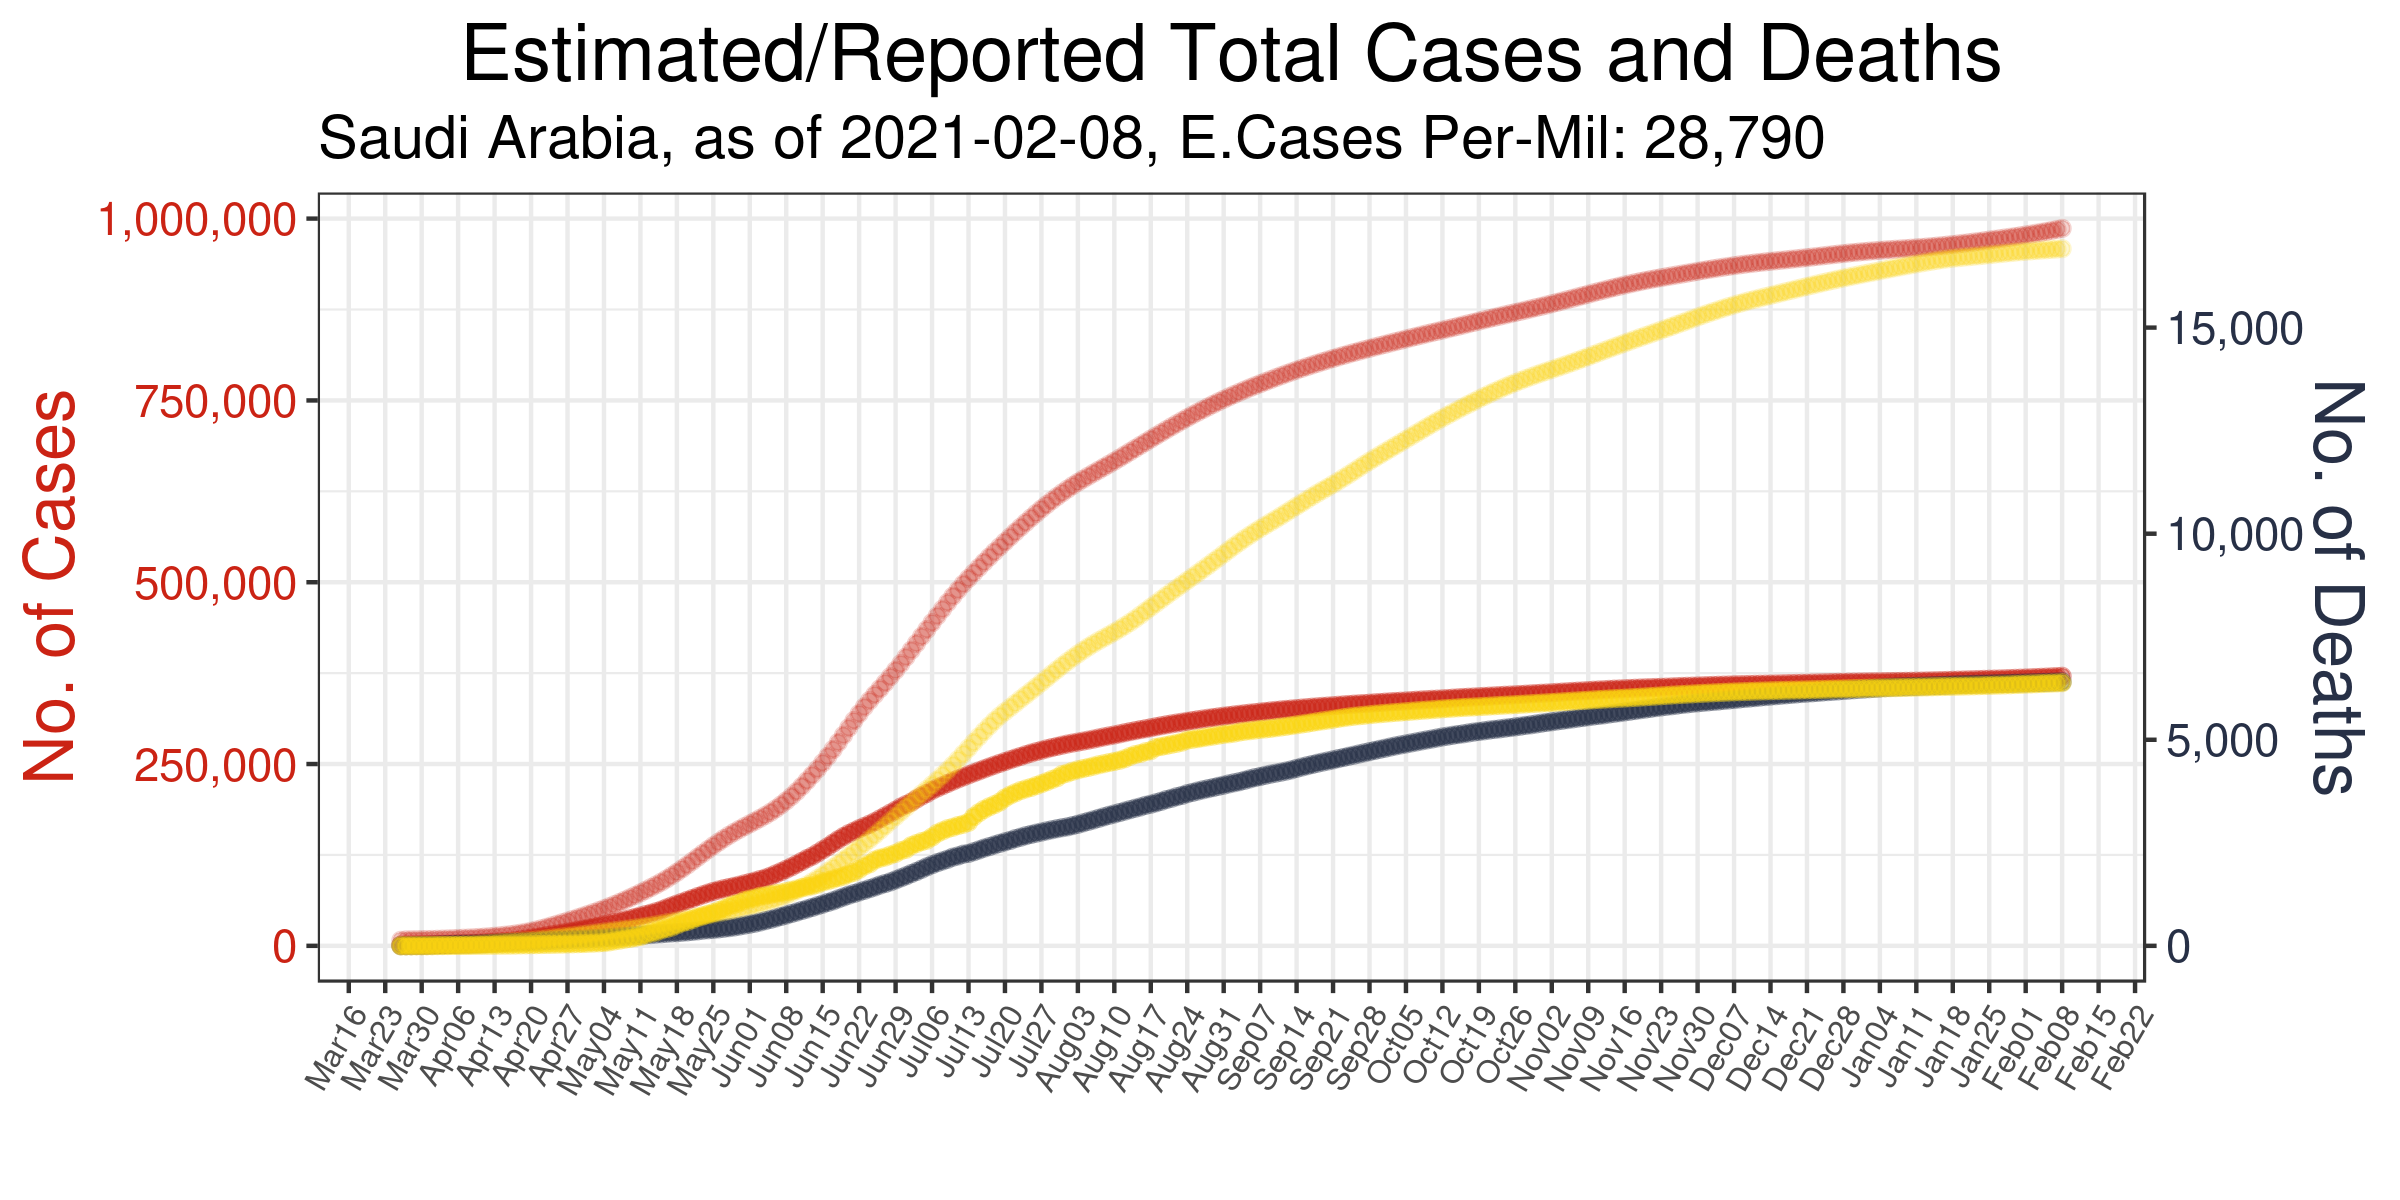 Estimated/Reported Total Cases and Deaths
Saudi Arabia, as of 2021-02-08, E.Cases Per-Mil: 28,790
No. of Cases
1,000,000
750,000
500,000
250,000
0
15,000
10,000
5,000
0
No. of Deaths
Mar16
Mar23
Mar30
Apr06
Apr13
Apr20
Apr27
May04
May11
May18
May25
Jun01
Jun08
Jun15
Jun22
Jun29
Jul06
Jul13
Jul20
Jul27
Aug03
Aug10
Aug17
Aug24
Aug31
Sep07
Sep14
Sep21
Sep28
Oct05
Oct12
Oct19
Oct26
Nov02
Nov09
Nov16
Nov23
Nov30
Dec07
Dec14
Dec21
Dec28
Jan04
Jan11
Jan18
Jan25
Feb01
Feb08
Feb15
Feb22